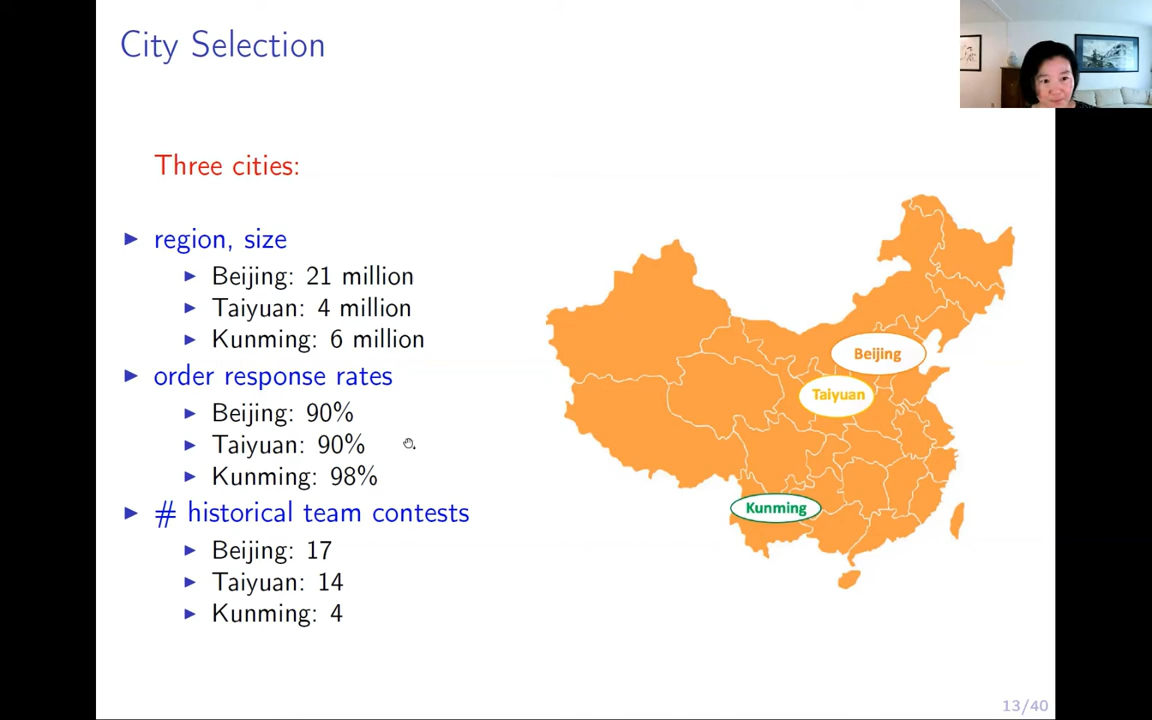 City Selection
Three cities:
region, size
Beijing: 21 million
Taiyuan: 4 million
Kunming: 6 million
order response rates
Beijing: 90%
Taiyuan: 90%
Kunming: 98%
# historical team contests
Beijing: 17
Taiyuan: 14
Kunming: 4
Beijing
Taiyuan
Kunming
13/40